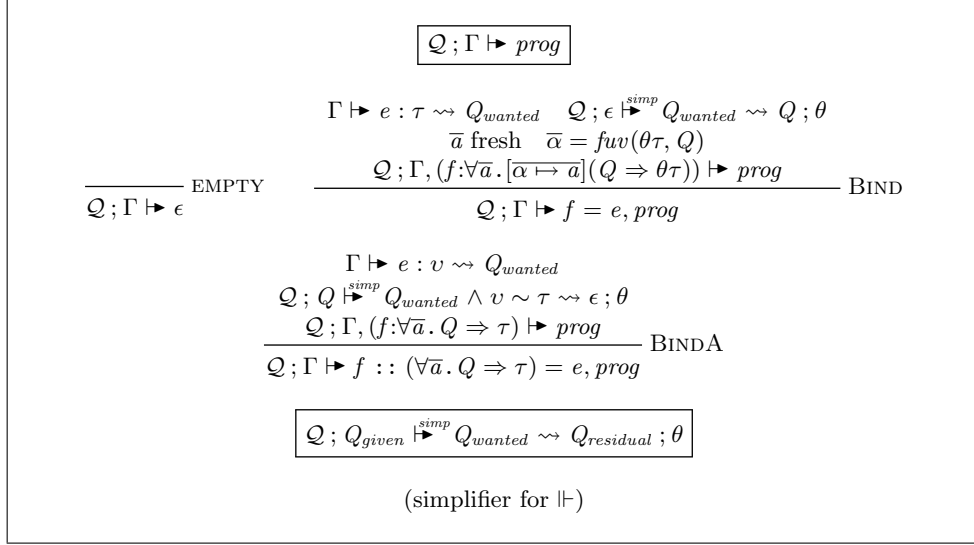 𝒬 ; Γ ⊢► prog
Γ ⊢► e : τ ⇝ Q_wanted 𝒬 ; ϵ ⊢►^simp Q_wanted ⇝ Q ; θ
a̅ fresh α̅ = fuv(θτ, Q)
𝒬 ; Γ, (f:∀a̅ . [α ↦ a]‾(Q ⇒ θτ)) ⊢► prog
EMPTY
BIND
𝒬 ; Γ ⊢► ϵ
𝒬 ; Γ ⊢► f = e, prog
Γ ⊢► e : υ ⇝ Q_wanted
𝒬 ; Q ⊢►^simp Q_wanted ∧ υ ∼ τ ⇝ ϵ ; θ
𝒬 ; Γ, (f:∀a̅ . Q ⇒ τ) ⊢► prog
BINDA
𝒬 ; Γ ⊢► f :: (∀a̅ . Q ⇒ τ) = e, prog
𝒬 ; Q_given ⊢►^simp Q_wanted ⇝ Q_residual ; θ
(simplifier for ⊩)